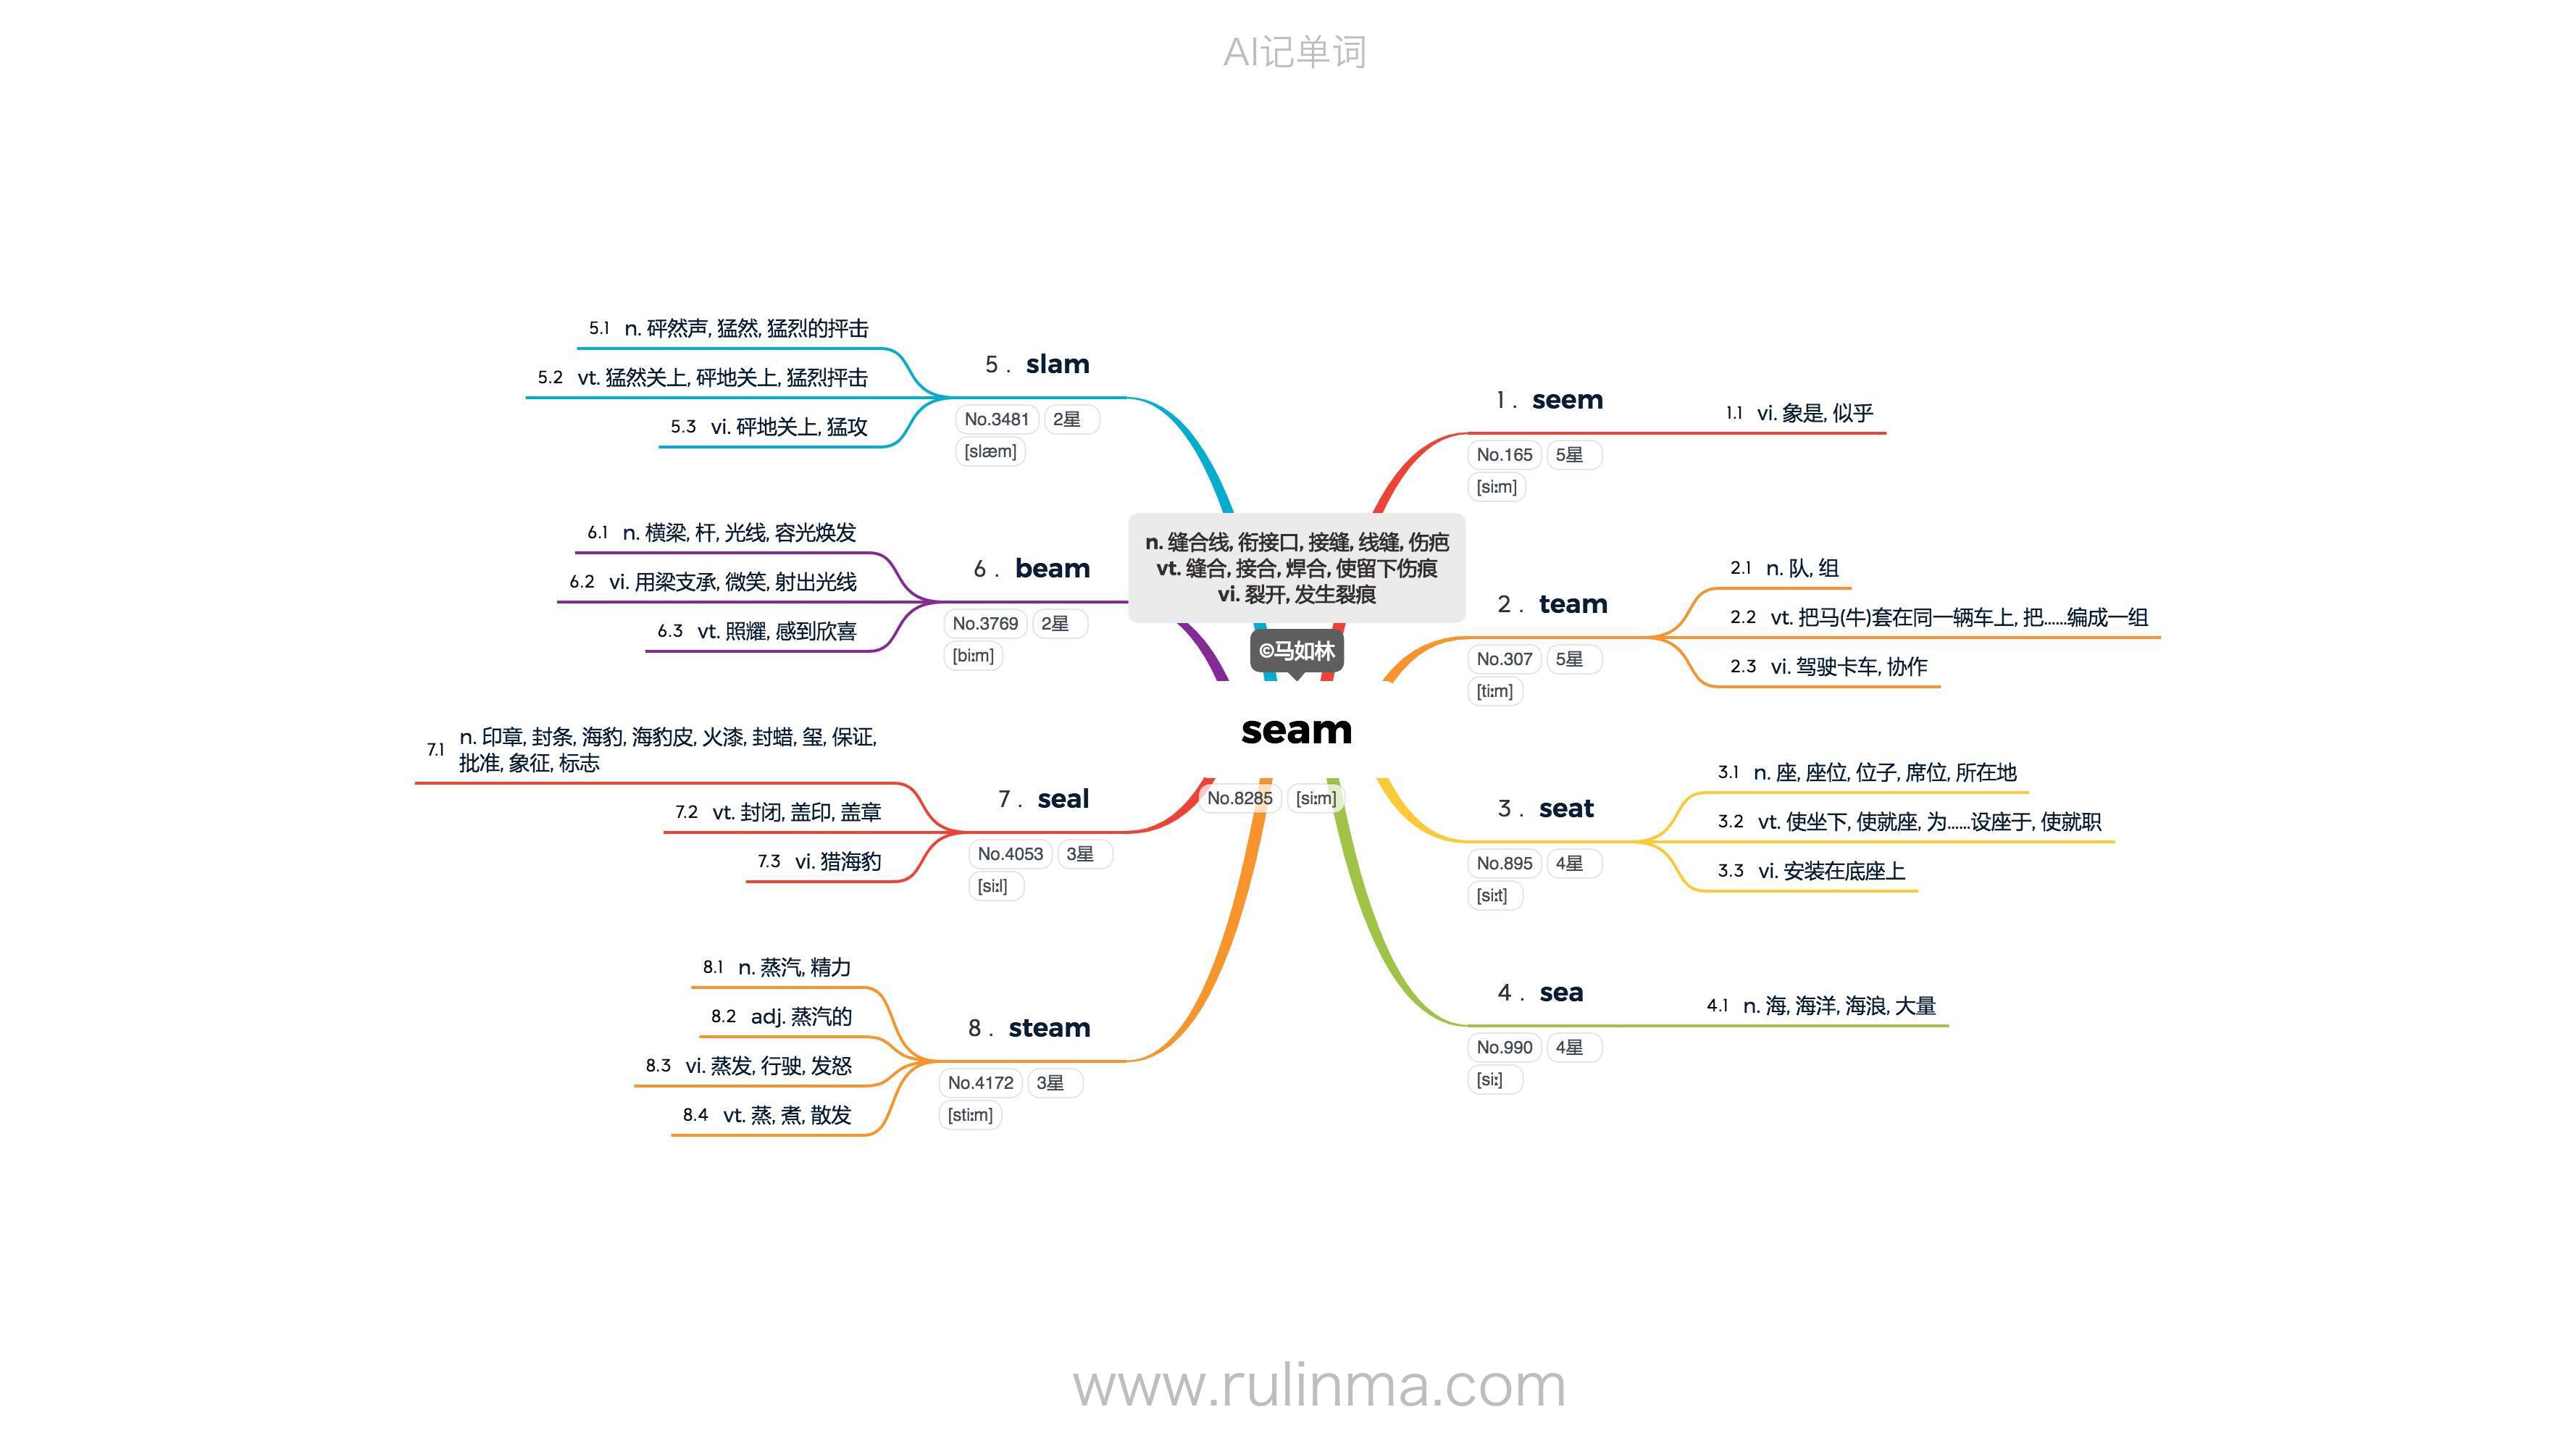 AI记单词
n. 缝合线, 衔接口, 接缝, 线缝, 伤疤
vt. 缝合, 接合, 焊合, 使留下伤痕
vi. 裂开, 发生裂痕
©马如林
seam
No.8285 [siːm]
1 . seem
No.165 5星
[siːm]
1.1 vi. 象是, 似乎
2 . team
No.307 5星
[tiːm]
2.1 n. 队, 组
2.2 vt. 把马(牛)套在同一辆车上, 把……编成一组
2.3 vi. 驾驶卡车, 协作
3 . seat
No.895 4星
[siːt]
3.1 n. 座, 座位, 位子, 席位, 所在地
3.2 vt. 使坐下, 使就座, 为……设座于, 使就职
3.3 vi. 安装在底座上
4 . sea
No.990 4星
[siː]
4.1 n. 海, 海洋, 海浪, 大量
5 . slam
No.3481 2星
[slæm]
5.1 n. 砰然声, 猛然, 猛烈的抨击
5.2 vt. 猛然关上, 砰地关上, 猛烈抨击
5.3 vi. 砰地关上, 猛攻
6 . beam
No.3769 2星
[biːm]
6.1 n. 横梁, 杆, 光线, 容光焕发
6.2 vi. 用梁支承, 微笑, 射出光线
6.3 vt. 照耀, 感到欣喜
7 . seal
No.4053 3星
[siːl]
7.1 n. 印章, 封条, 海豹, 海豹皮, 火漆, 封蜡, 玺, 保证,
批准, 象征, 标志
7.2 vt. 封闭, 盖印, 盖章
7.3 vi. 猎海豹
8 . steam
No.4172 3星
[stiːm]
8.1 n. 蒸汽, 精力
8.2 adj. 蒸汽的
8.3 vi. 蒸发, 行驶, 发怒
8.4 vt. 蒸, 煮, 散发
www.rulinma.com